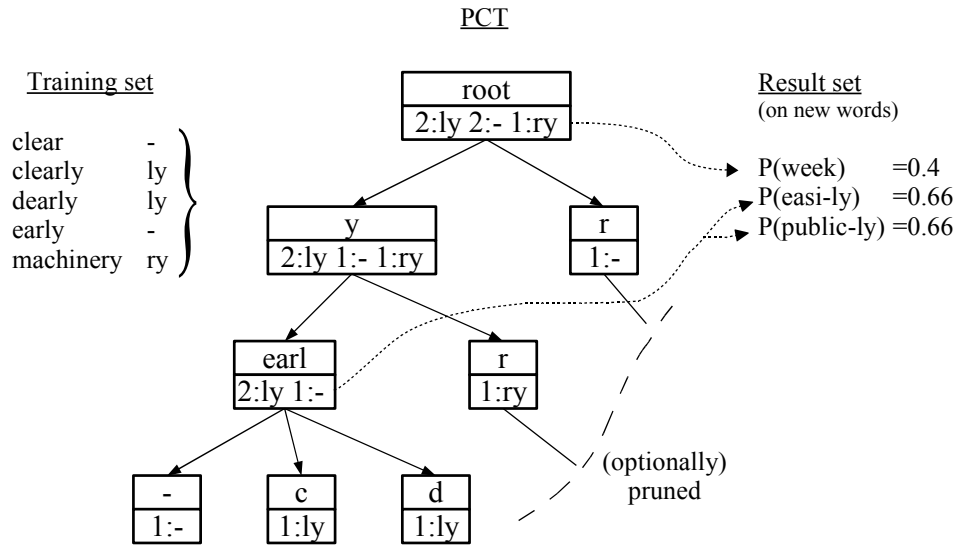 PCT
Training set
clear -
clearly ly
dearly ly
early -
machinery ry
root
2:ly 2:- 1:ry
y
2:ly 1:- 1:ry
r
1:-
earl
2:ly 1:-
r
1:ry
-
1:-
c
1:ly
d
1:ly
(optionally)
pruned
Result set
(on new words)
P(week) =0.4
P(easi-ly) =0.66
P(public-ly) =0.66